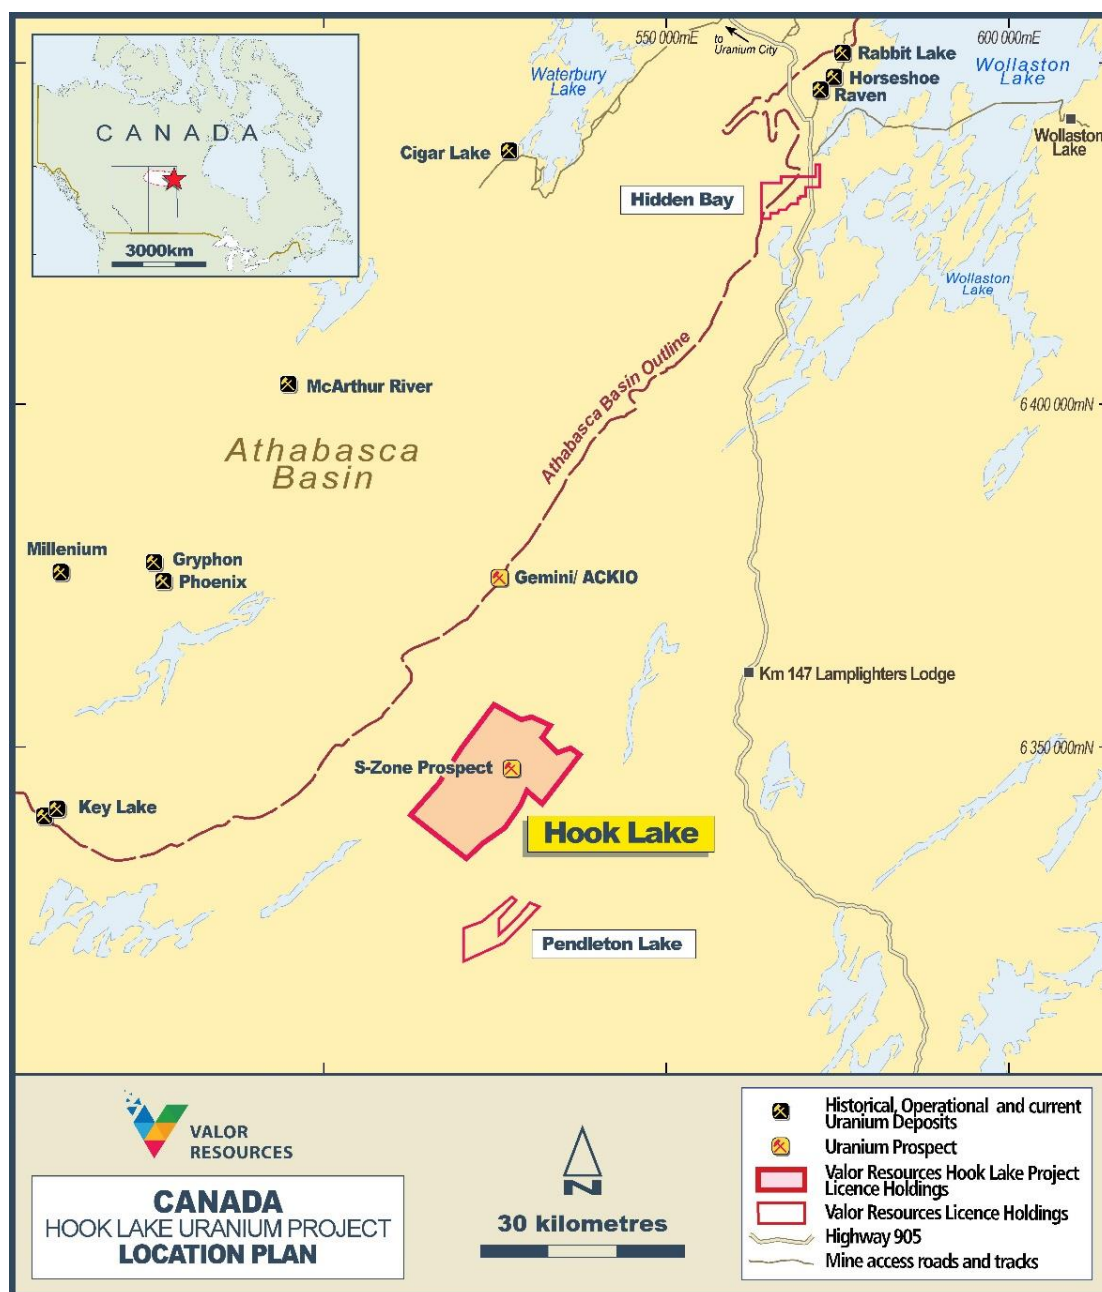 550 000mE
600 000mE
to
Uranium City
Rabbit Lake
Horseshoe
Raven
Wollaston
Lake
Waterbury
Lake
CANADA
3000km
Cigar Lake
Wollaston
Lake
Hidden Bay
Wollaston
Lake
Athabasca Basin Outline
McArthur River
6 400 000mN
Athabasca
Basin
Millenium
Gryphon
Phoenix
Gemini/ ACKIO
Km 147 Lamplighters Lodge
6 350 000mN
S-Zone Prospect
Key Lake
Hook Lake
Pendleton Lake
VALOR
RESOURCES
CANADA
HOOK LAKE URANIUM PROJECT
LOCATION PLAN
N
30 kilometres
Historical, Operational and current
Uranium Deposits
Uranium Prospect
Valor Resources Hook Lake Project
Licence Holdings
Valor Resources Licence Holdings
Highway 905
Mine access roads and tracks